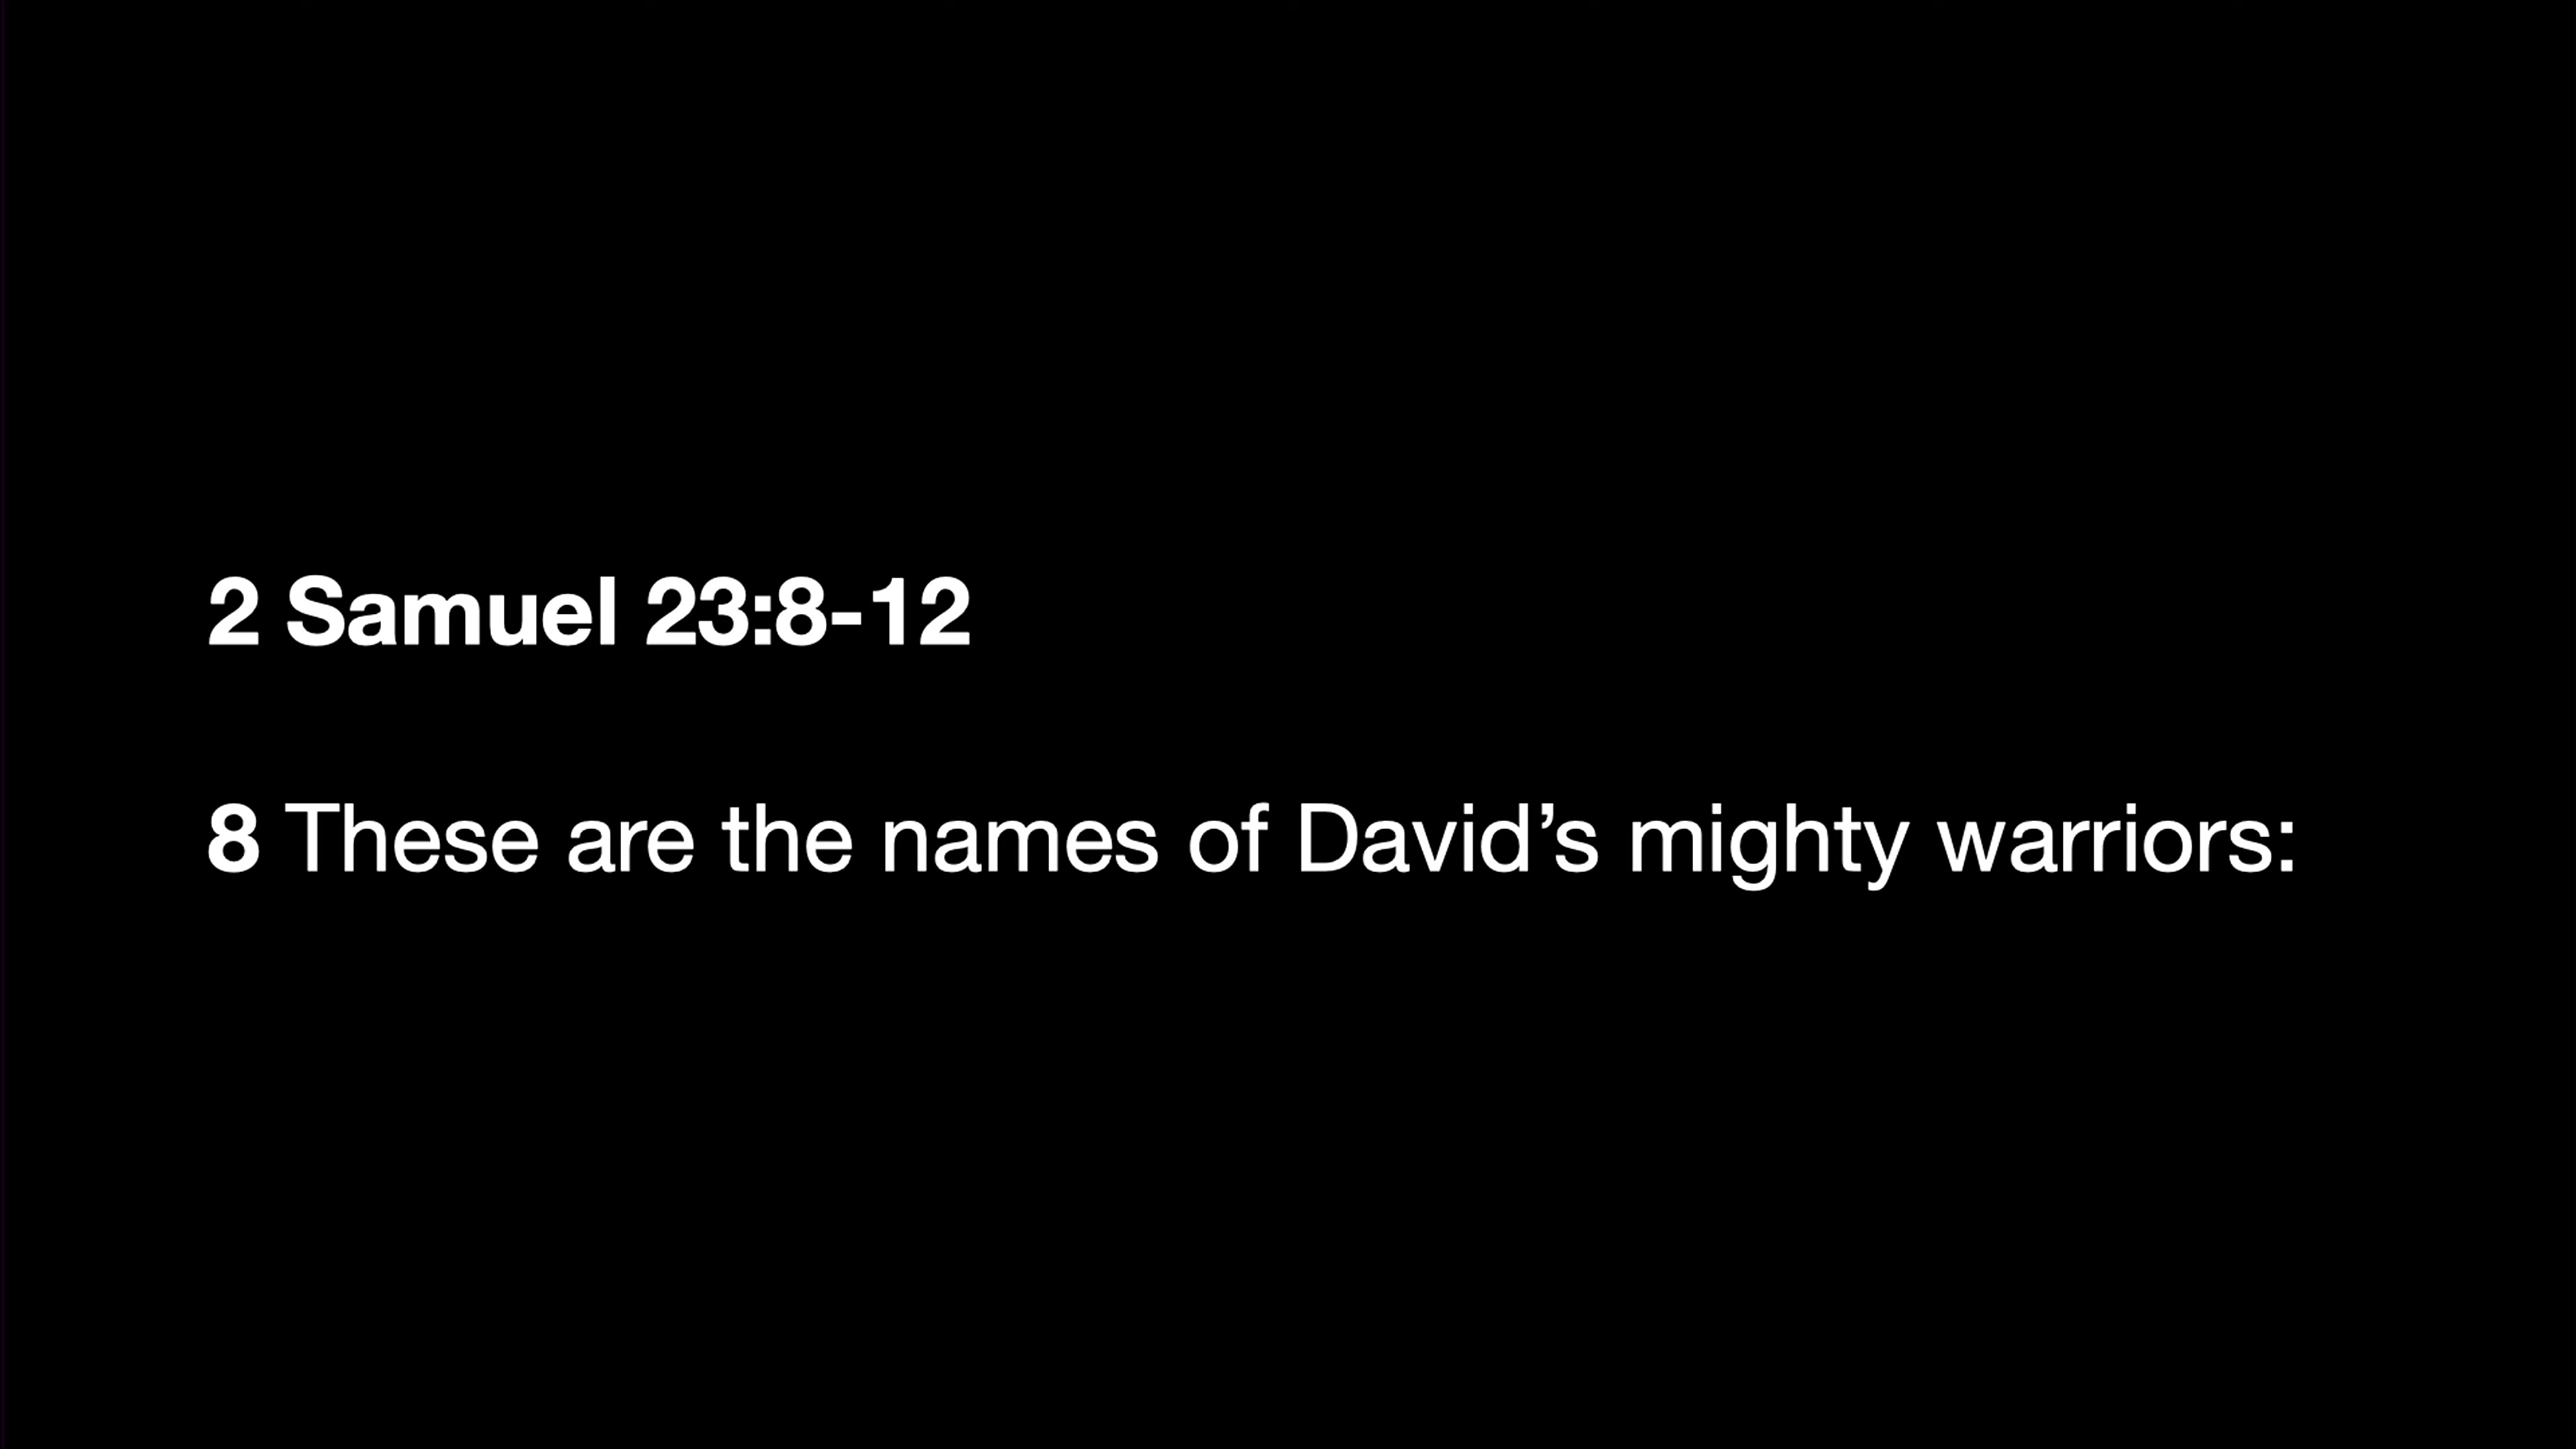 2 Samuel 23:8-12
8 These are the names of David’s mighty warriors: